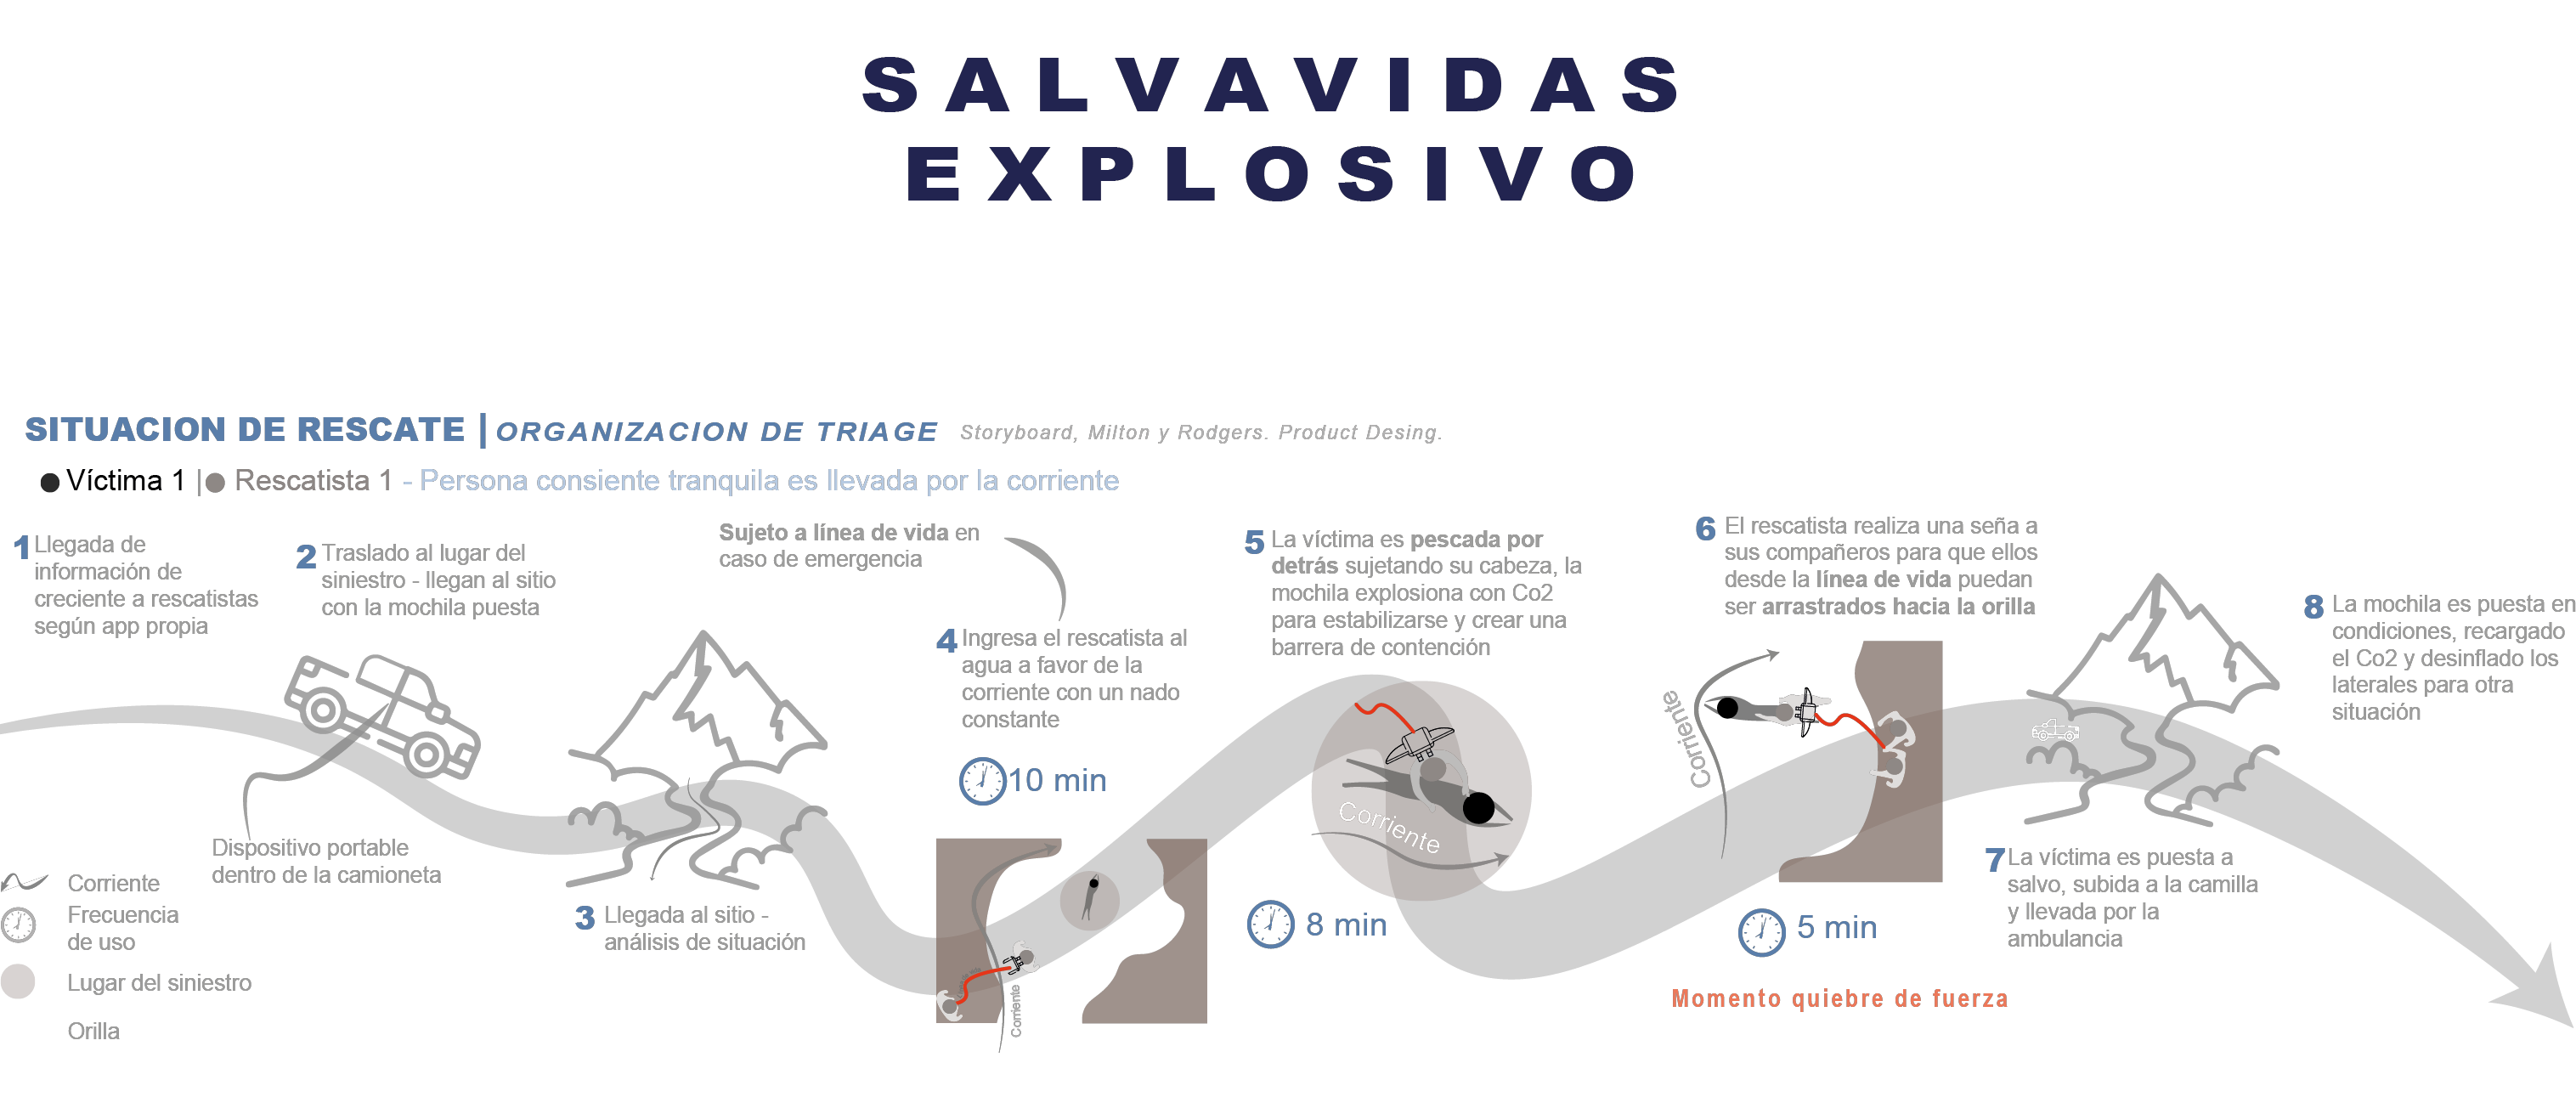 SALVAVIDAS
EXPLOSIVO
SITUACION DE RESCATE | ORGANIZACION DE TRIAGE Storyboard, Milton y Rodgers. Product Desing.
Víctima 1 | Rescatista 1 - Persona consiente tranquila es llevada por la corriente
1 Llegada de
información de
creciente a rescatistas
según app propia
2 Traslado al lugar del
siniestro - llegan al sitio
con la mochila puesta
Dispositivo portable
dentro de la camioneta
3 Llegada al sitio -
análisis de situación
Sujeto a línea de vida en
caso de emergencia
4 Ingresa el rescatista al
agua a favor de la
corriente con un nado
constante
10 min
Corriente
5 La víctima es pescada por
detrás sujetando su cabeza, la
mochila explosiona con Co2
para estabilizarse y crear una
barrera de contención
Corriente
8 min
6 El rescatista realiza una seña a
sus compañeros para que ellos
desde la línea de vida puedan
ser arrastrados hacia la orilla
Corriente
5 min
Momento quiebre de fuerza
7 La víctima es puesta a
salvo, subida a la camilla
y llevada por la
ambulancia
8 La mochila es puesta en
condiciones, recargado
el Co2 y desinflado los
laterales para otra
situación
Corriente
Frecuencia
de uso
Lugar del siniestro
Orilla